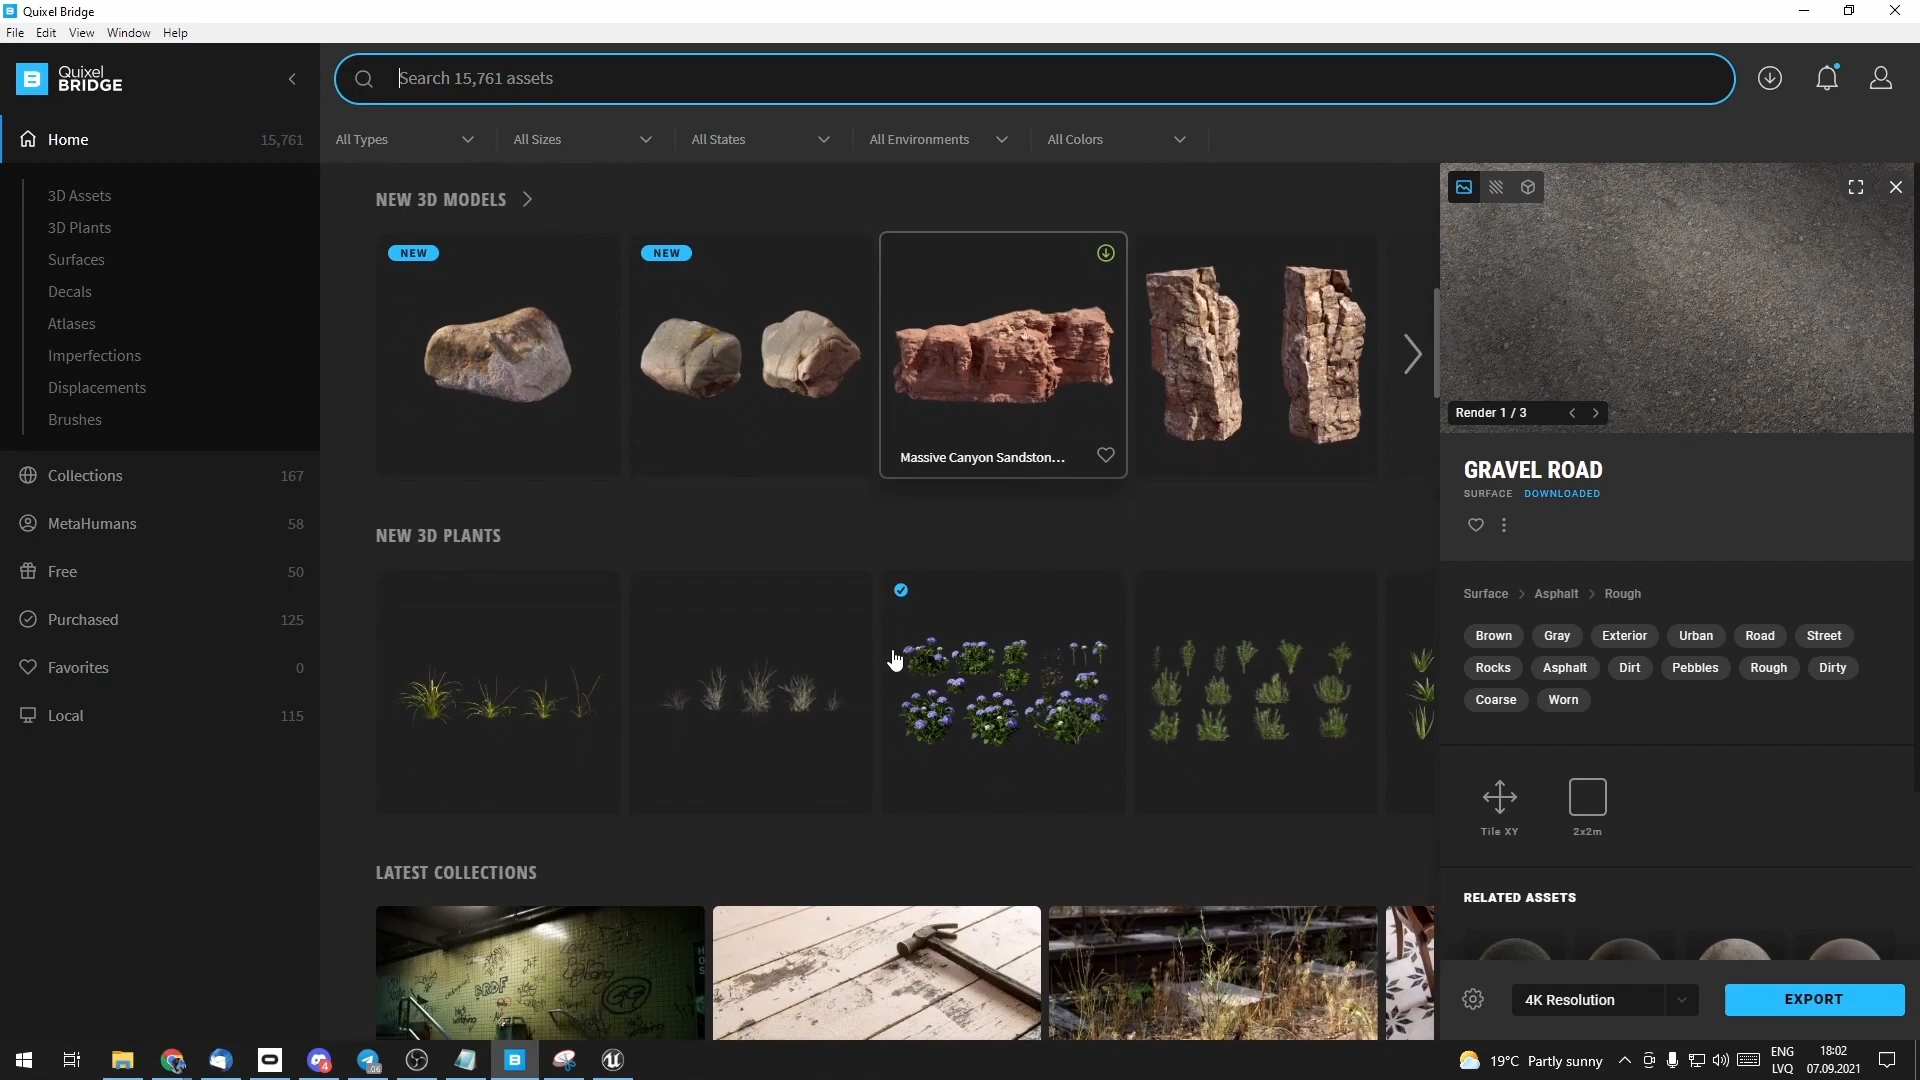 Quixel Bridge
File Edit View Window Help
Quixel
BRIDGE
Search 15,761 assets
Home 15,761
All Types
All Sizes
All States
All Environments
All Colors
3D Assets
3D Plants
Surfaces
Decals
Atlases
Imperfections
Displacements
Brushes
Collections 167
MetaHumans 58
Free 50
Purchased 125
Favorites 0
Local 115
NEW 3D MODELS
NEW
NEW
Massive Canyon Sandston...
NEW 3D PLANTS
LATEST COLLECTIONS
Render 1 / 3
GRAVEL ROAD
SURFACE DOWNLOADED
Surface > Asphalt > Rough
Brown Gray Exterior Urban Road Street
Rocks Asphalt Dirt Pebbles Rough Dirty
Coarse Worn
Tile XY
2x2m
RELATED ASSETS
4K Resolution
EXPORT
19°C Partly sunny
ENG
LVQ
18:02
07.09.2021